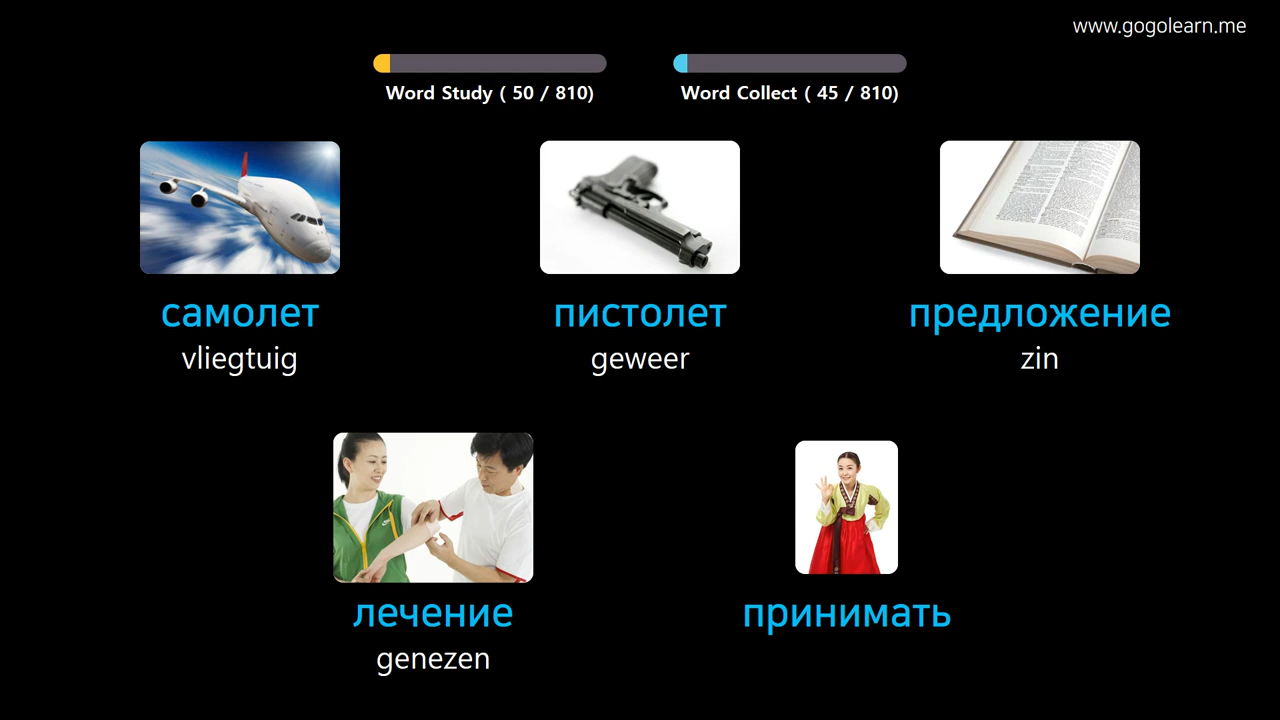 www.gogolearn.me
Word Study ( 50 / 810)
Word Collect ( 45 / 810)
самолет
vliegtuig
пистолет
geweer
предложение
zin
лечение
genezen
принимать